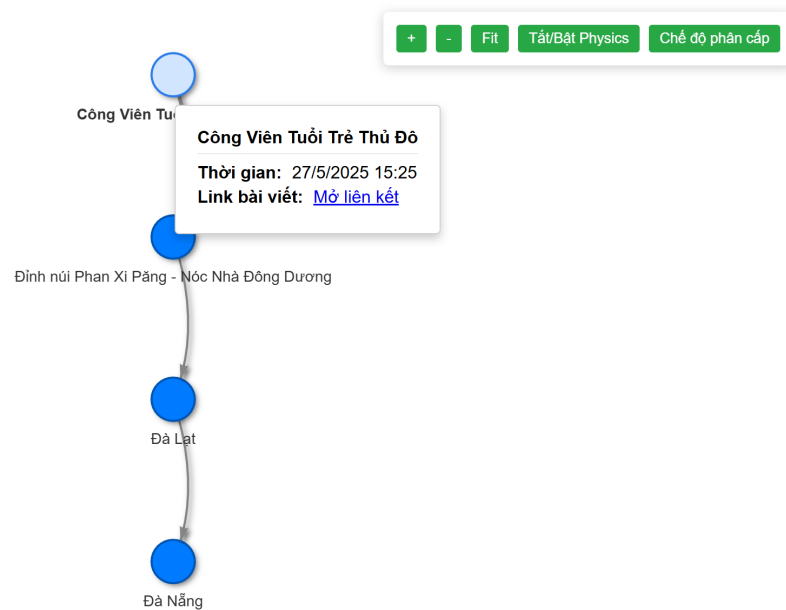 + - Fit Tắt/Bật Physics Chế độ phân cấp
Công Viên
Công Viên Tuổi Trẻ Thủ Đô
Thời gian: 27/5/2025 15:25
Link bài viết: Mở liên kết
Đỉnh núi Phan Xi Păng - Nóc Nhà Đông Dương
Đà Lạt
Đà Nẵng